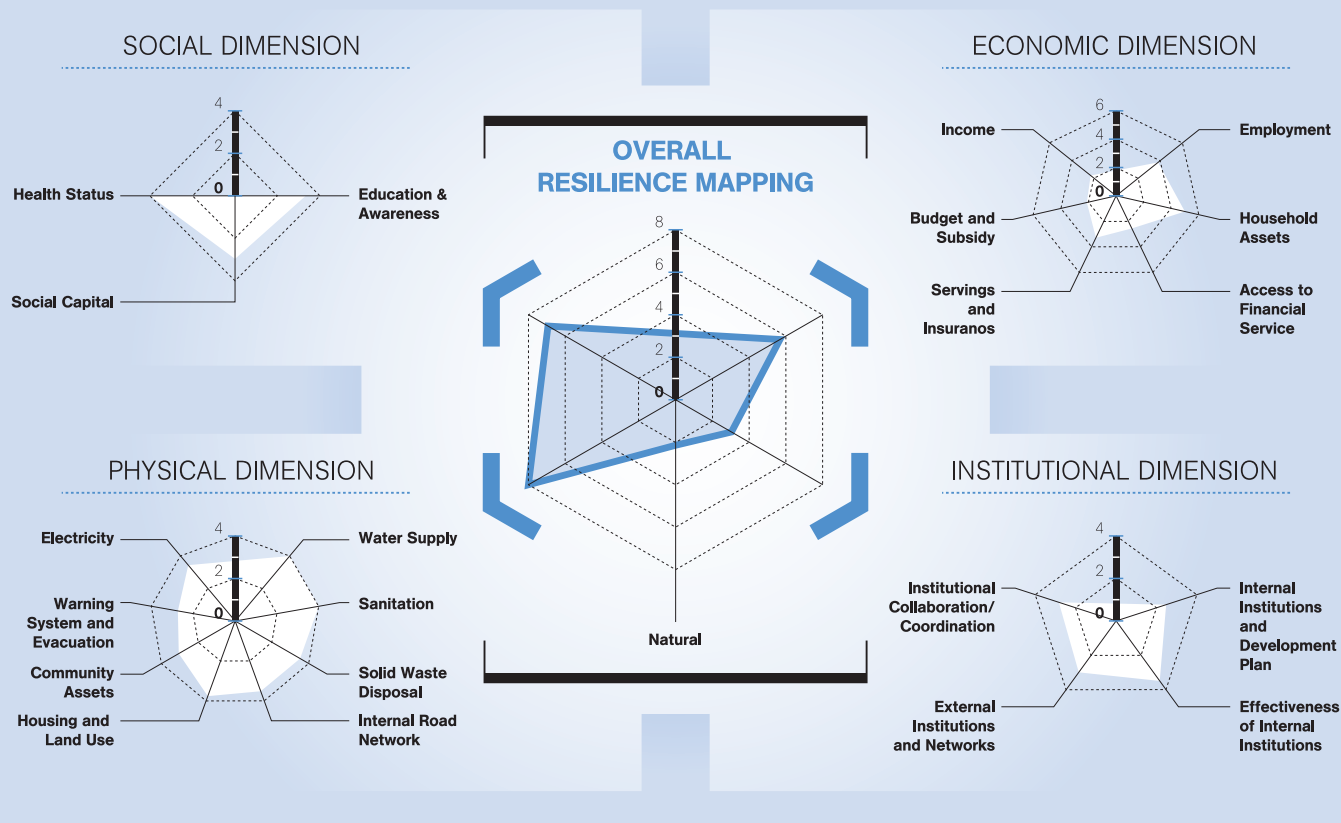 SOCIAL DIMENSION
4
2
0
Health Status
Education &
Awareness
Social Capital
ECONOMIC DIMENSION
6
4
2
0
Income
Employment
Budget and
Subsidy
Household
Assets
Servings
and
Insuranos
Access to
Financial
Service
OVERALL
RESILIENCE MAPPING
8
6
4
2
0
Natural
PHYSICAL DIMENSION
4
2
0
Electricity
Water Supply
Warning
System and
Evacuation
Sanitation
Community
Assets
Solid Waste
Disposal
Housing and
Land Use
Internal Road
Network
INSTITUTIONAL DIMENSION
4
2
0
Institutional
Collaboration/
Coordination
Internal
Institutions
and
Development
Plan
External
Institutions
and Networks
Effectiveness
of Internal
Institutions